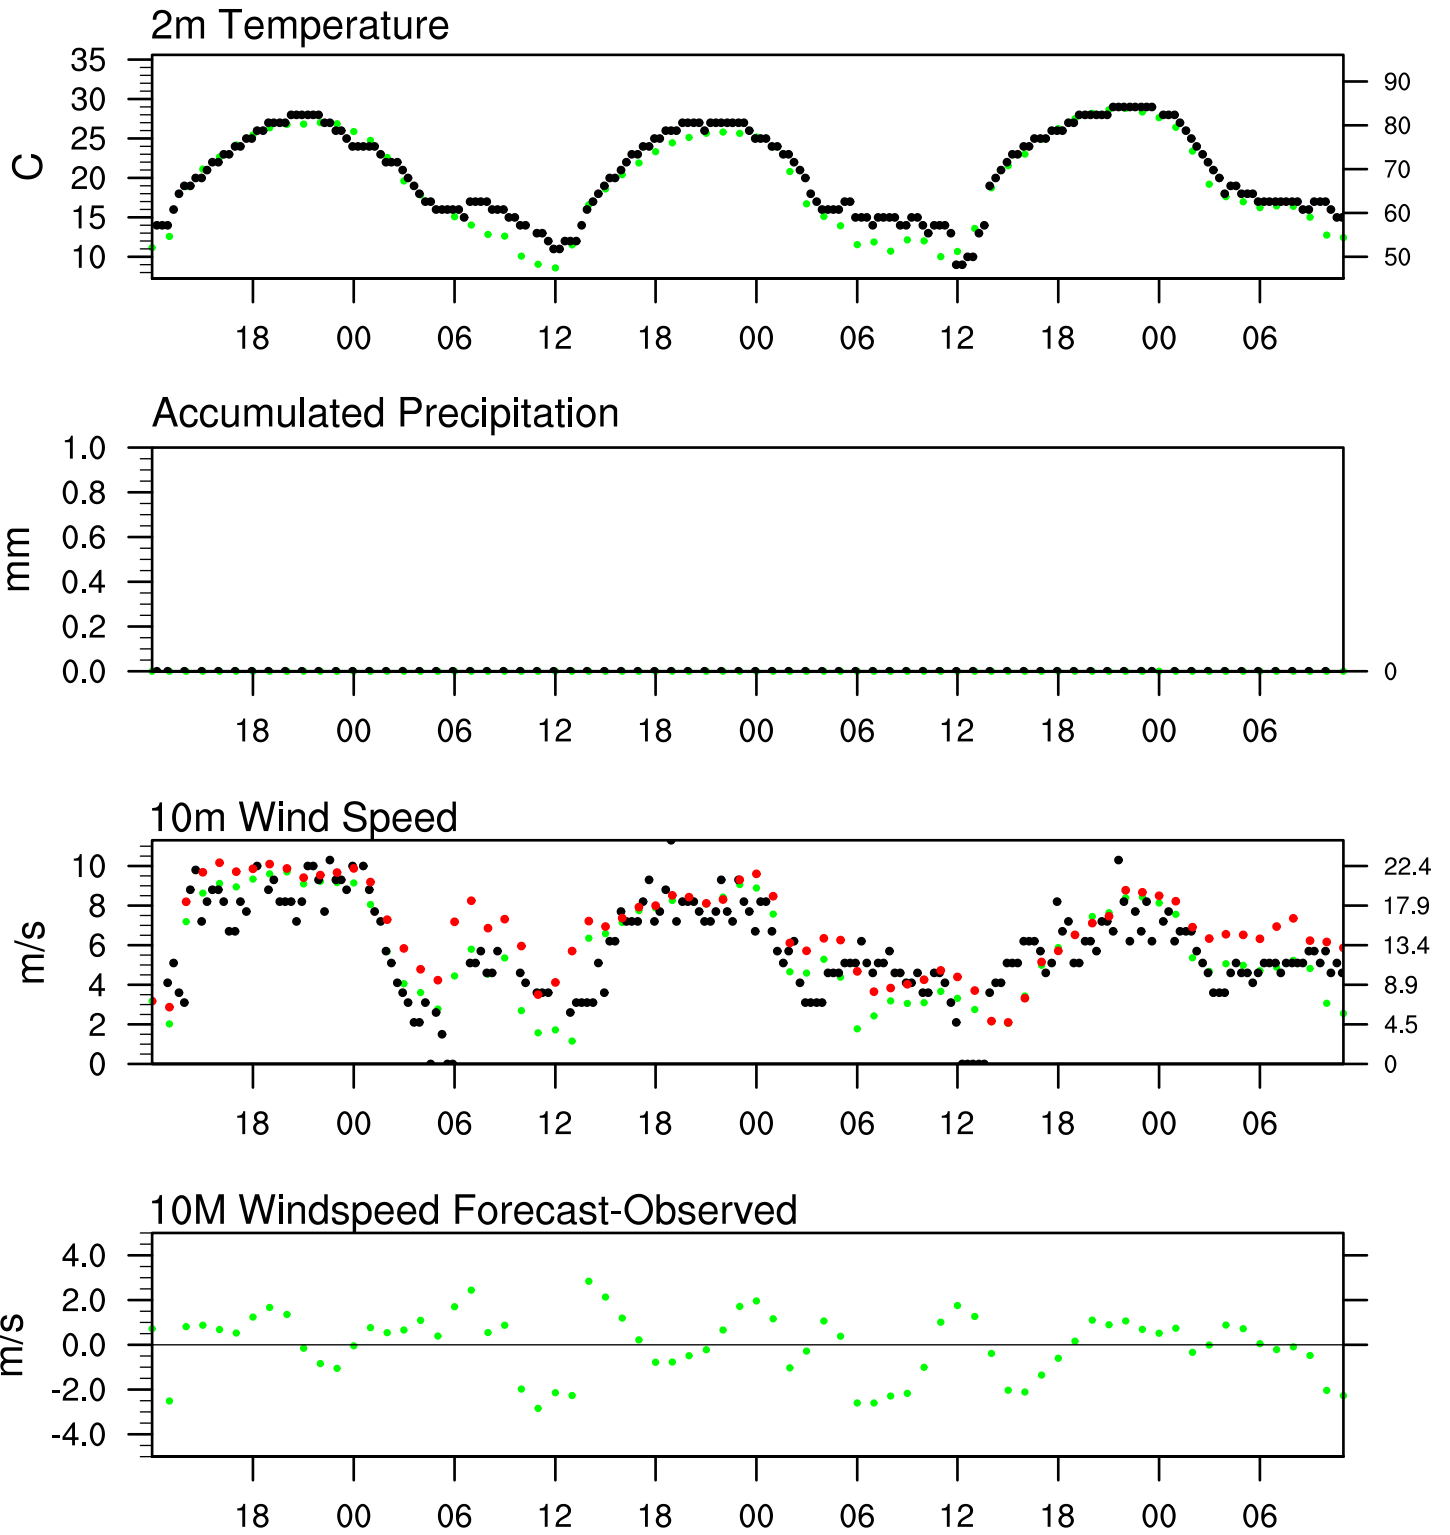 2m Temperature
35
30
25
20
15
10
C
90
80
70
60
50
18 00 06 12 18 00 06 12 18 00 06
Accumulated Precipitation
1.0
0.8
0.6
0.4
0.2
0.0
mm
0
18 00 06 12 18 00 06 12 18 00 06
10m Wind Speed
10
8
6
4
2
0
m/s
22.4
17.9
13.4
8.9
4.5
0
18 00 06 12 18 00 06 12 18 00 06
10M Windspeed Forecast-Observed
4.0
2.0
0.0
-2.0
-4.0
m/s
18 00 06 12 18 00 06 12 18 00 06